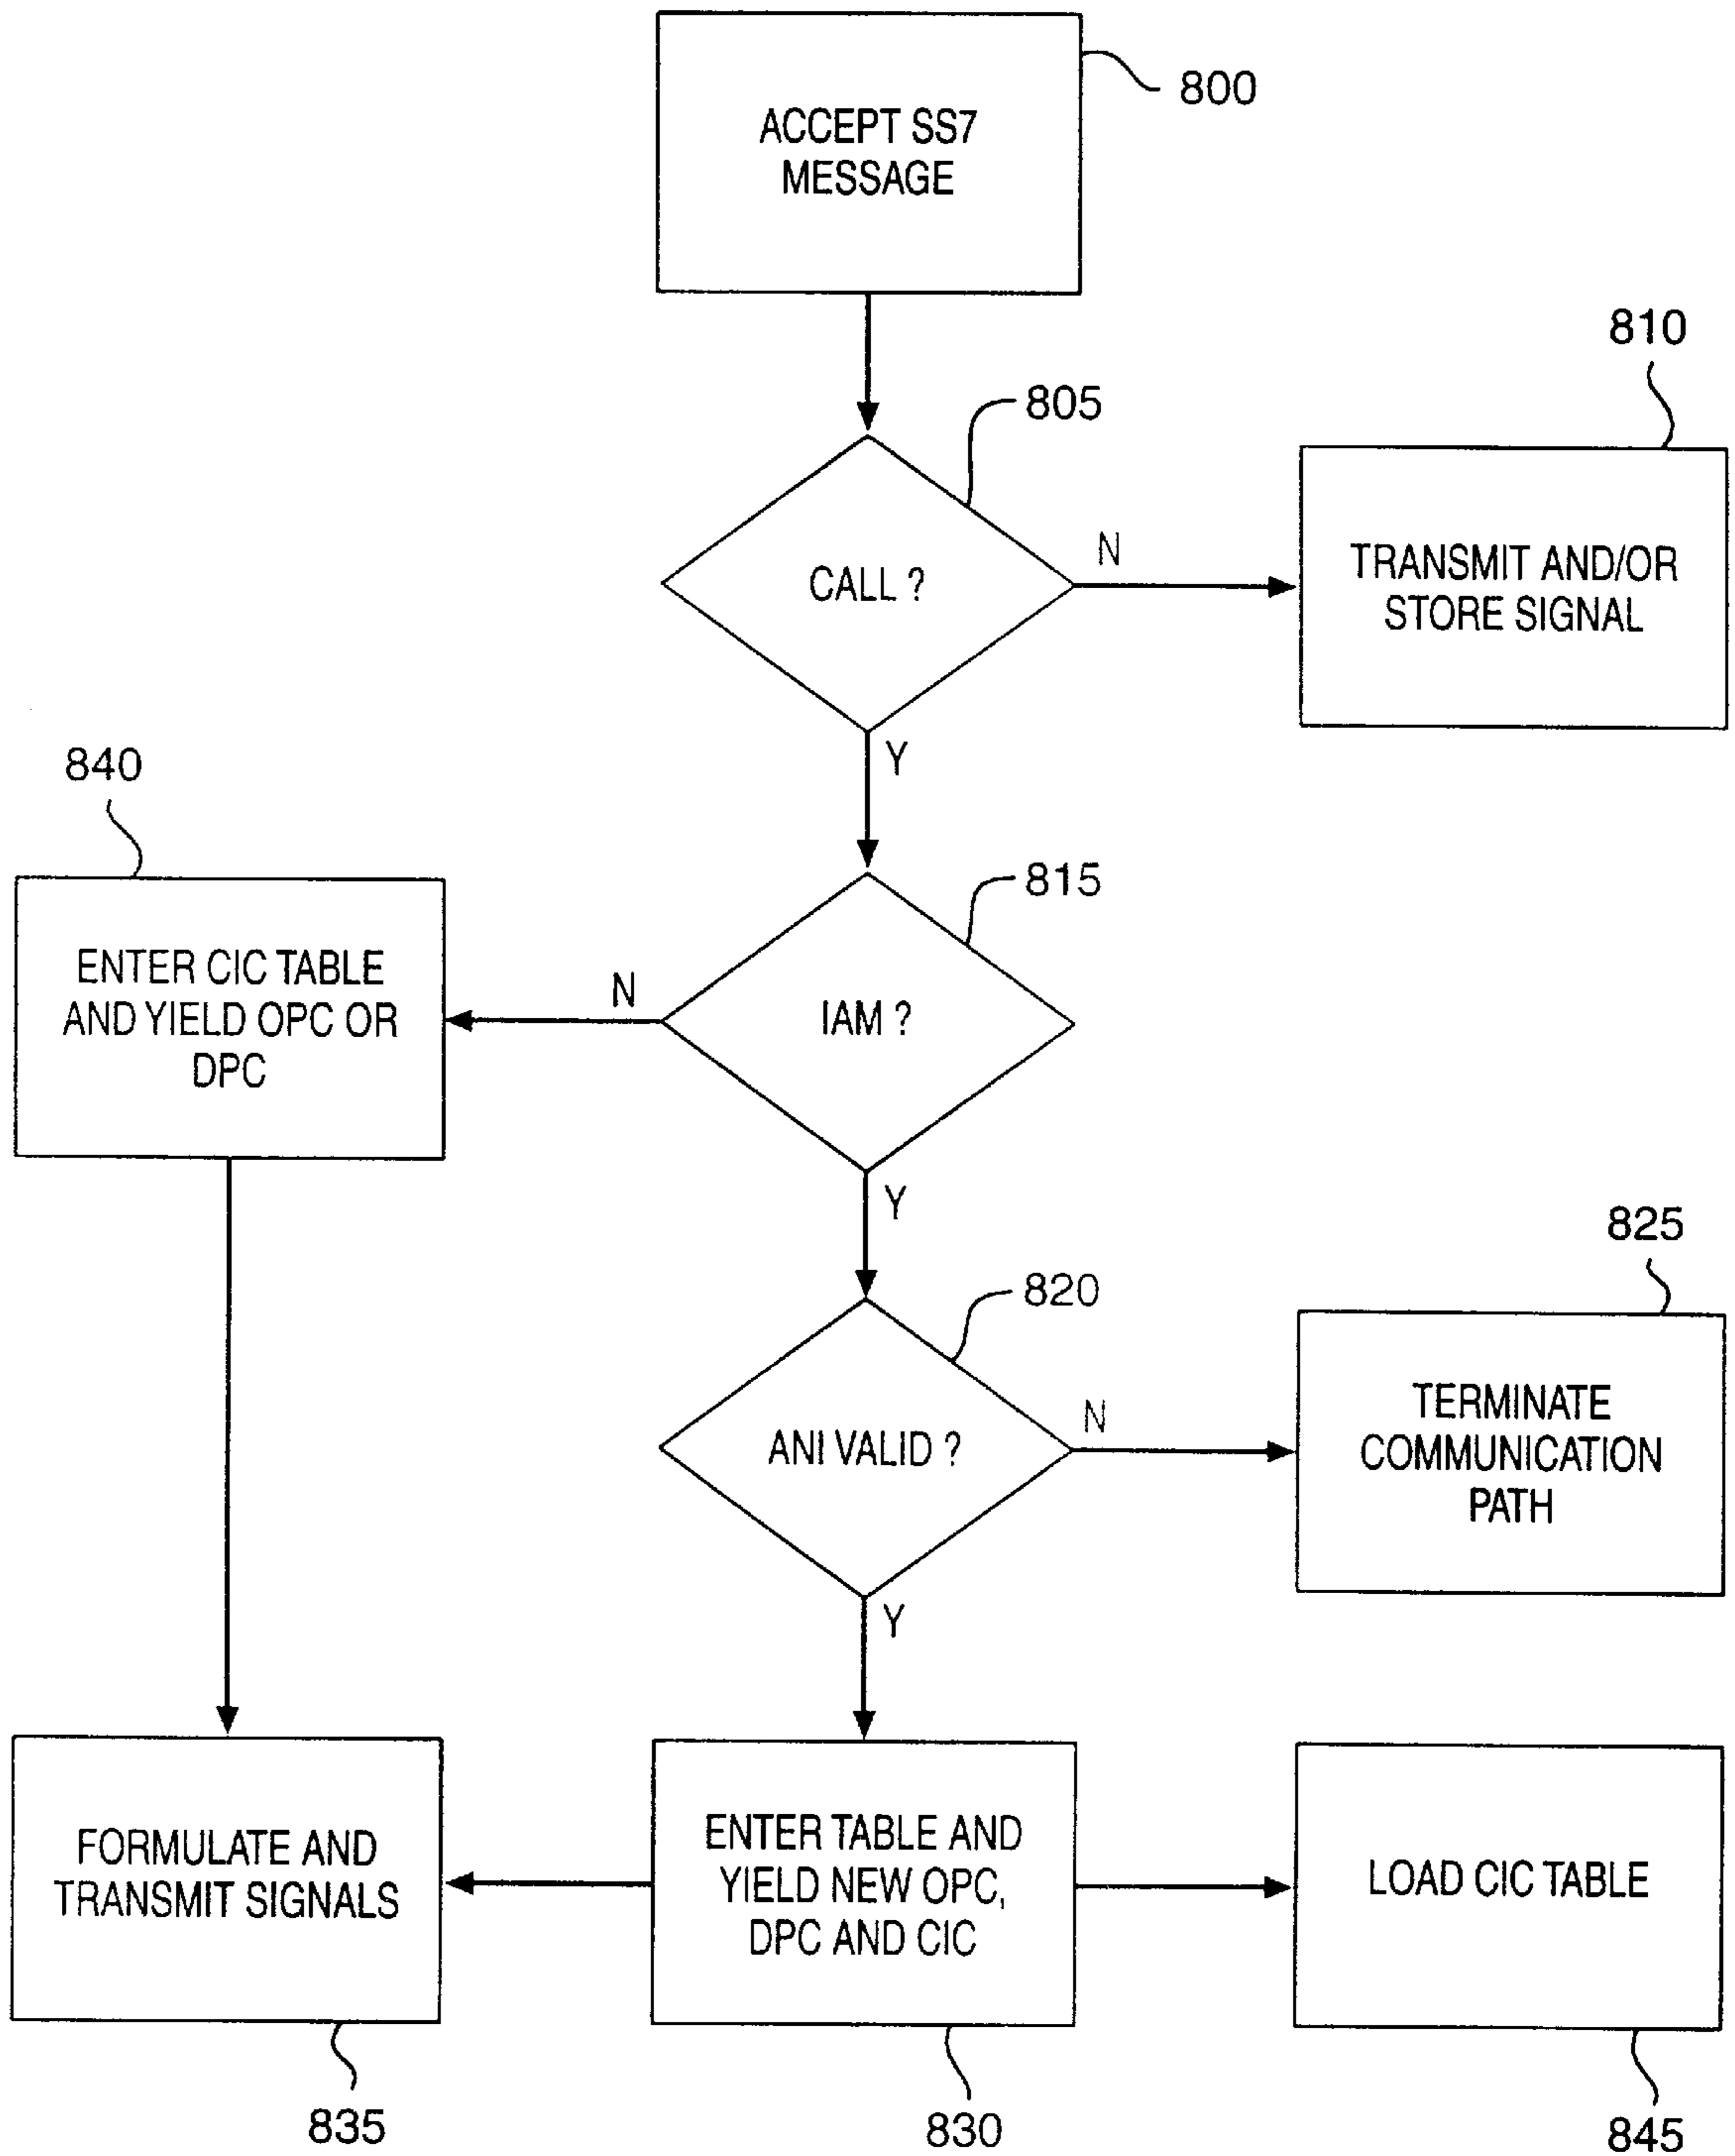 ACCEPT SS7
MESSAGE
800
805
810
CALL ?
N
TRANSMIT AND/OR
STORE SIGNAL
Y
840
815
ENTER CIC TABLE
AND YIELD OPC OR
DPC
N
IAM ?
Y
820
825
ANI VALID ?
N
TERMINATE
COMMUNICATION
PATH
Y
FORMULATE AND
TRANSMIT SIGNALS
ENTER TABLE AND
YIELD NEW OPC,
DPC AND CIC
LOAD CIC TABLE
835
830
845